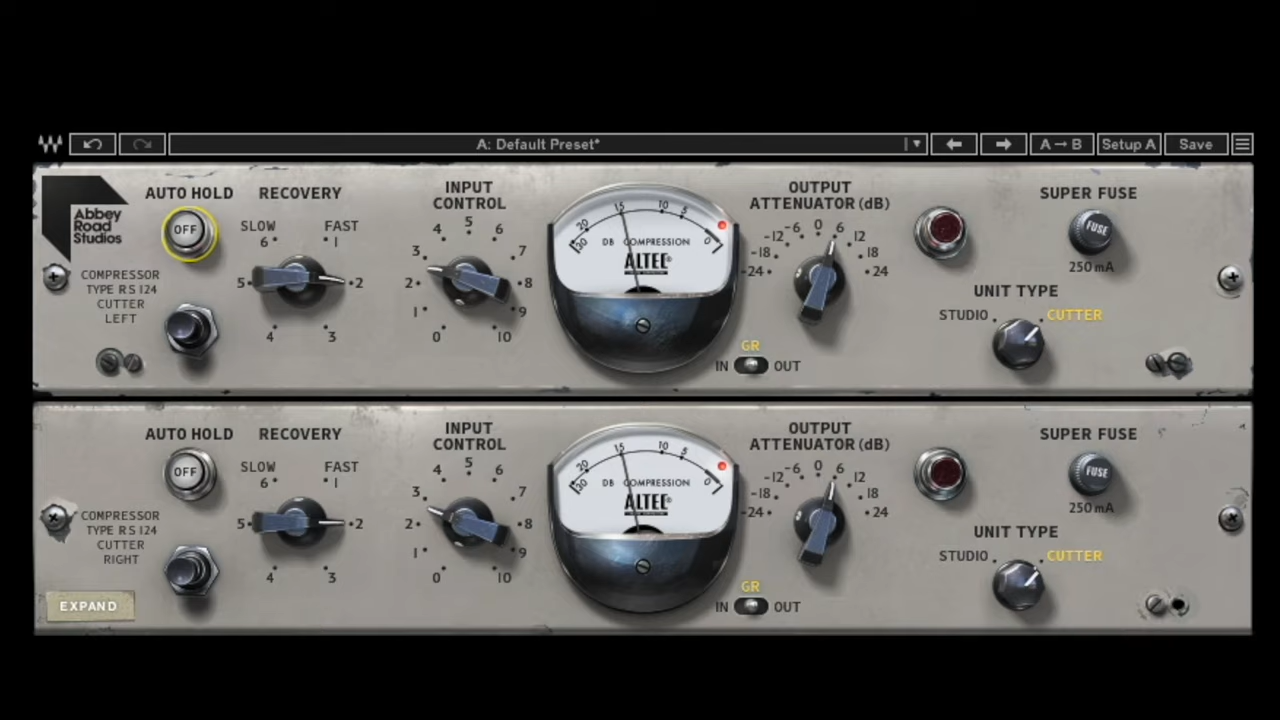 A: Default Preset*
A → B
Setup A
Save
Abbey
Road
Studios
AUTO HOLD
OFF
RECOVERY
SLOW
FAST
6
1
5
2
4
3
COMPRESSOR
TYPE RS 124
CUTTER
LEFT
INPUT
CONTROL
0
1
2
3
4
5
6
7
8
9
10
30
20
15
10
5
0
DB COMPRESSION
ALTEC
OUTPUT
ATTENUATOR (dB)
-24
-18
-12
-6
0
6
12
18
24
GR
IN
OUT
SUPER FUSE
FUSE
250 mA
UNIT TYPE
STUDIO
CUTTER
AUTO HOLD
OFF
RECOVERY
SLOW
FAST
6
1
5
2
4
3
COMPRESSOR
TYPE RS 124
CUTTER
RIGHT
EXPAND
INPUT
CONTROL
0
1
2
3
4
5
6
7
8
9
10
30
20
15
10
5
0
DB COMPRESSION
ALTEC
OUTPUT
ATTENUATOR (dB)
-24
-18
-12
-6
0
6
12
18
24
GR
IN
OUT
SUPER FUSE
FUSE
250 mA
UNIT TYPE
STUDIO
CUTTER